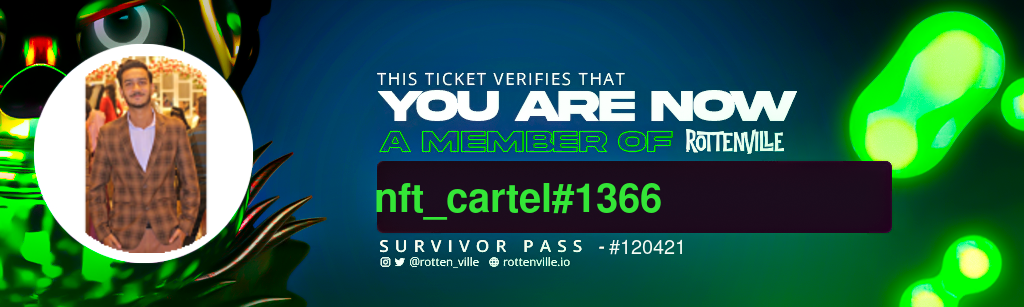 THIS TICKET VERIFIES THAT
YOU ARE NOW
A MEMBER OF ROTTENVILLE
nft_cartel#1366
SURVIVOR PASS - #120421
@rotten_ville rottenville.io